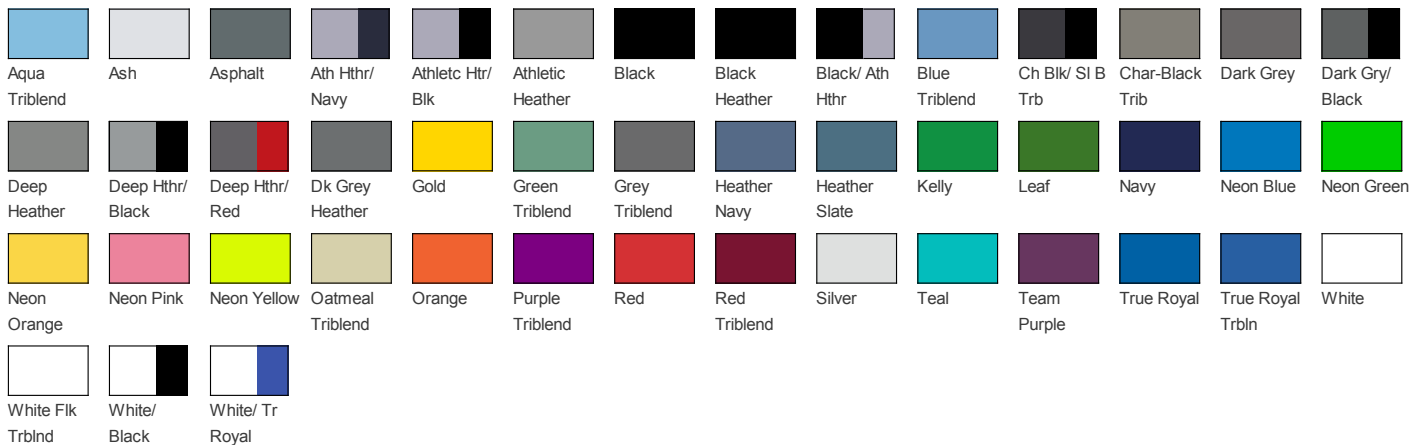 Aqua
Triblend
Ash
Asphalt
Ath Hthr/
Navy
Athletc Htr/
Blk
Athletic
Heather
Black
Black
Heather
Black/ Ath
Hthr
Blue
Triblend
Ch Blk/ Sl B
Trb
Char-Black
Trib
Dark Grey
Dark Gry/
Black
Deep
Heather
Deep Hthr/
Black
Deep Hthr/
Red
Dk Grey
Heather
Gold
Green
Triblend
Grey
Triblend
Heather
Navy
Heather
Slate
Kelly
Leaf
Navy
Neon Blue
Neon Green
Neon
Orange
Neon Pink
Neon Yellow
Oatmeal
Triblend
Orange
Purple
Triblend
Red
Red
Triblend
Silver
Teal
Team
Purple
True Royal
True Royal
Trbln
White
White Flk
Trblnd
White/
Black
White/ Tr
Royal